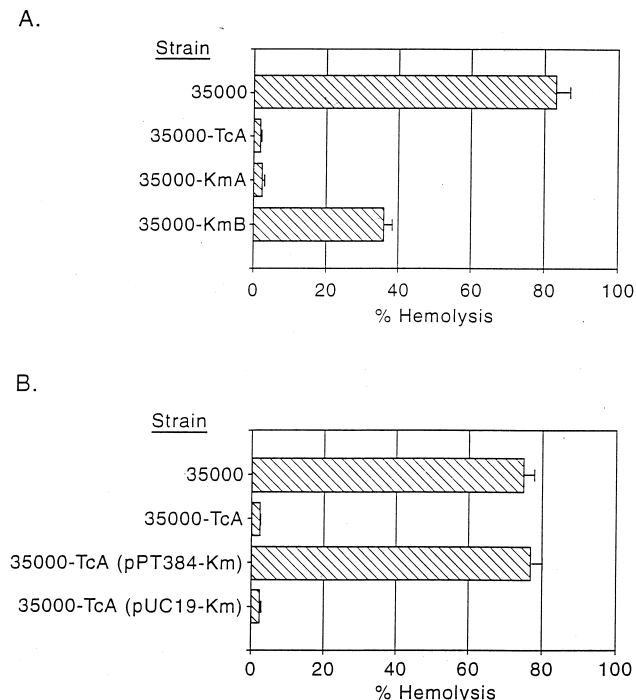 A.
Strain
35000
35000-TcA
35000-KmA
35000-KmB
0 20 40 60 80 100
% Hemolysis
B.
Strain
35000
35000-TcA
35000-TcA (pPT384-Km)
35000-TcA (pUC19-Km)
0 20 40 60 80 100
% Hemolysis